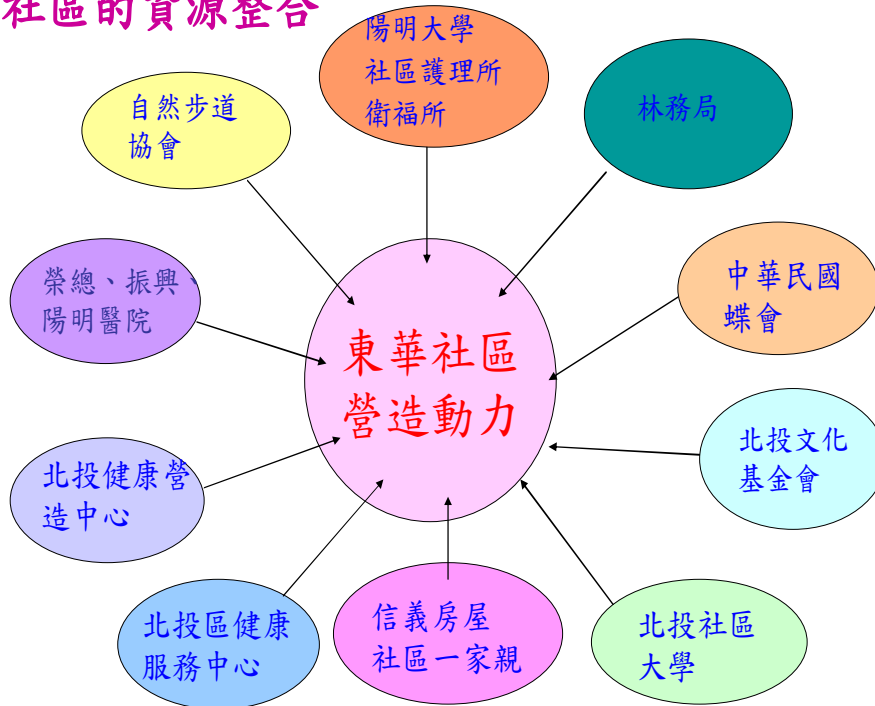 社區的資源整合
陽明大學
社區護理所
衛福所
自然步道
協會
林務局
榮總、振興、
陽明醫院
中華民國
蝶會
東華社區
營造動力
北投文化
基金會
北投健康營
造中心
北投區健康
服務中心
信義房屋
社區一家親
北投社區
大學